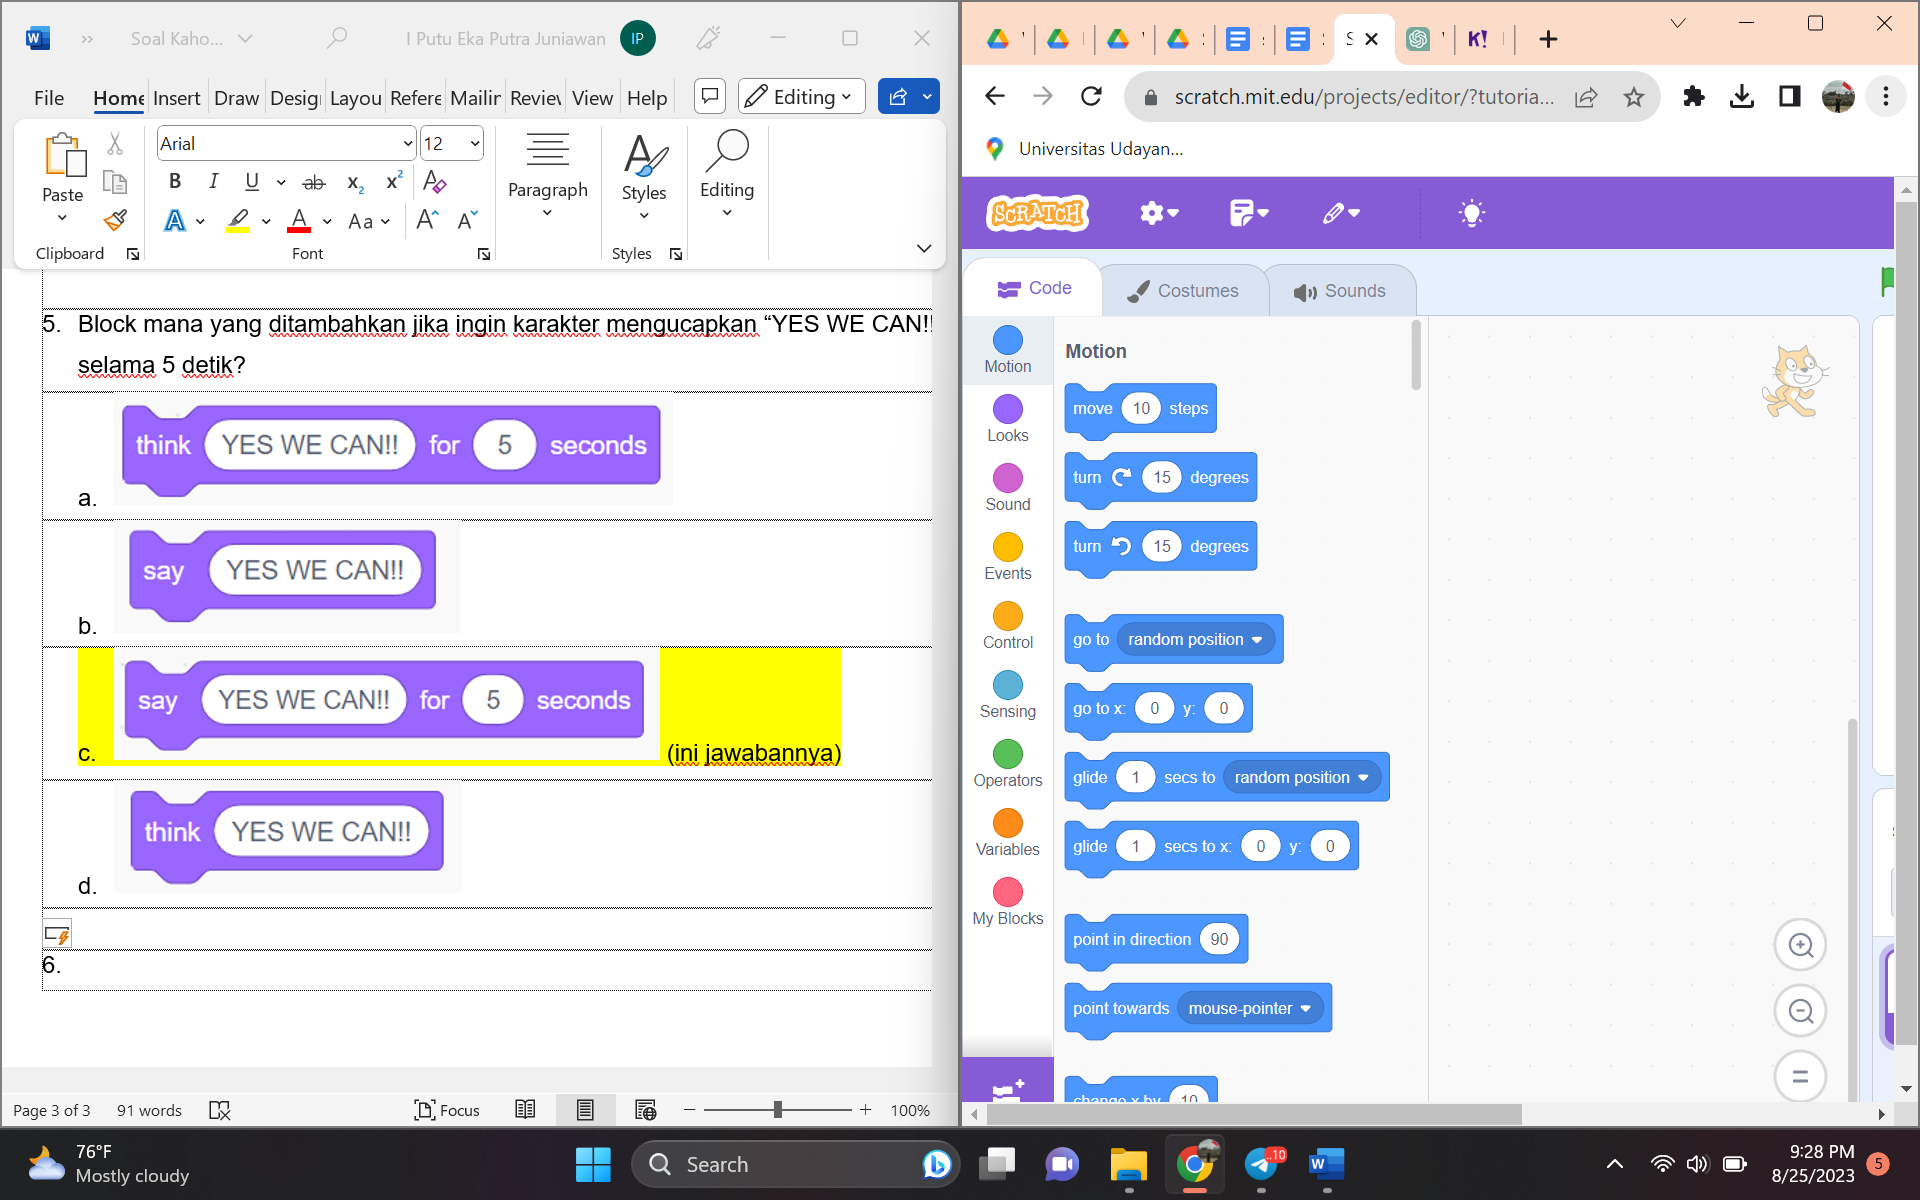 Soal Kaho...
I Putu Eka Putra Juniawan
IP
File Home Insert Draw Desig Layou Refere Mailin Review View Help
Editing
Paste
Clipboard
Arial
12
B I U ab x2 x2 A
A A Aa A A
Font
Paragraph
Styles
Styles
Editing
5. Block mana yang ditambahkan jika ingin karakter mengucapkan “YES WE CAN!!
selama 5 detik?
think YES WE CAN!! for 5 seconds
a.
say YES WE CAN!!
b.
say YES WE CAN!! for 5 seconds
c. (ini jawabannya)
think YES WE CAN!!
d.
6.
Page 3 of 3 91 words Focus 100%
K!
scratch.mit.edu/projects/editor/?tutoria...
Universitas Udayan...
SCRATCH
Code Costumes Sounds
Motion
Looks
Sound
Events
Control
Sensing
Operators
Variables
My Blocks
Motion
move 10 steps
turn 15 degrees
turn 15 degrees
go to random position
go to x: 0 y: 0
glide 1 secs to random position
glide 1 secs to x: 0 y: 0
point in direction 90
point towards mouse-pointer
change x by 10
76°F
Mostly cloudy
Search
..10
9:28 PM
8/25/2023
5